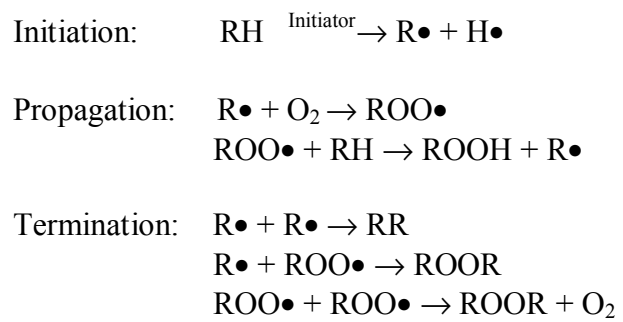 Initiation: RH Initiator→ R● + H●
Propagation: R● + O₂ → ROO●
ROO● + RH → ROOH + R●
Termination: R● + R● → RR
R● + ROO● → ROOR
ROO● + ROO● → ROOR + O₂